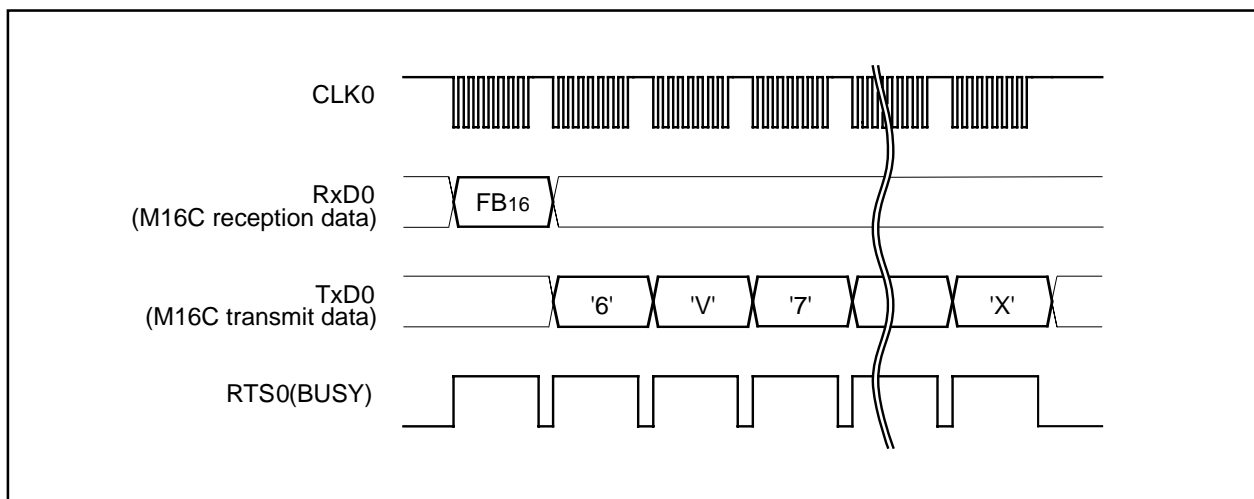 CLK0
RxD0
(M16C reception data)
FB16
TxD0
(M16C transmit data)
'6' 'V' '7' 'X'
RTS0(BUSY)